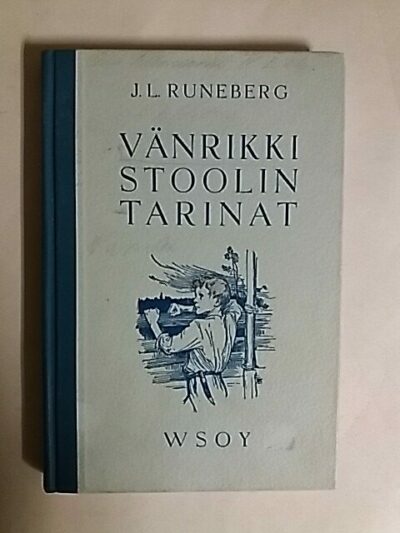 J. L. RUNEBERG
VÄNRIKKI
STOOLIN
TARINAT
WSOY